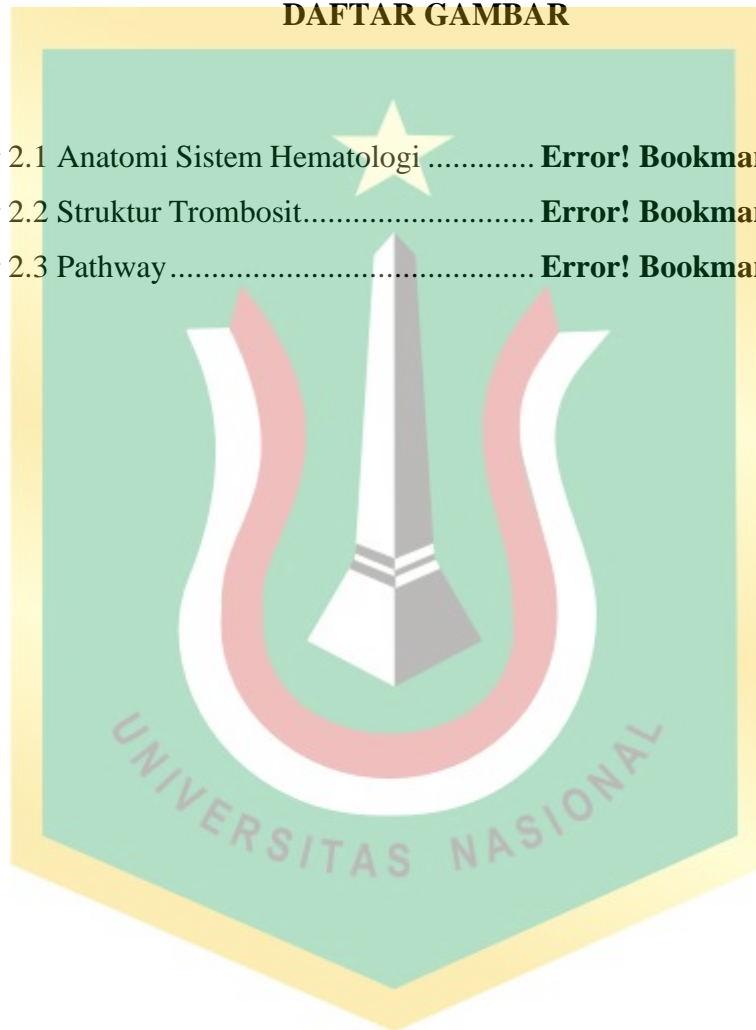 DAFTAR GAMBAR
2.1 Anatomi Sistem Hematologi ............. Error! Bookmar
2.2 Struktur Trombosit............................ Error! Bookmar
2.3 Pathway............................................ Error! Bookmar
UNIVERSITAS NASIONAL